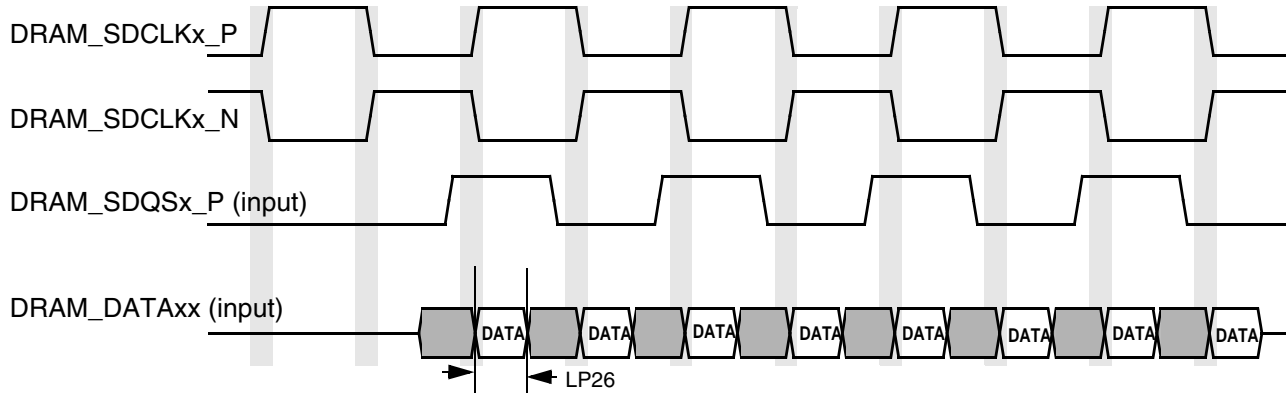 DRAM_SDCLKx_P
DRAM_SDCLKx_N
DRAM_SDQSx_P (input)
DRAM_DATAxx (input)
DATA DATA DATA DATA DATA DATA DATA DATA
LP26